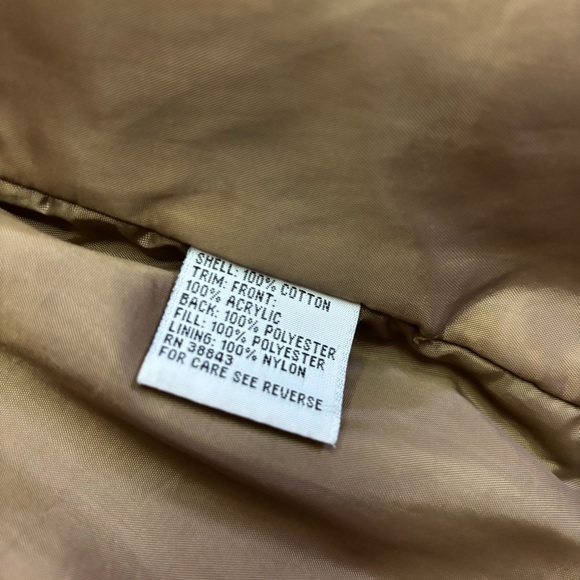 SHELL: 100% COTTON
TRIM: FRONT:
100% ACRYLIC
BACK: 100% POLYESTER
FILL: 100% POLYESTER
LINING: 100% NYLON
RN 38643
FOR CARE SEE REVERSE